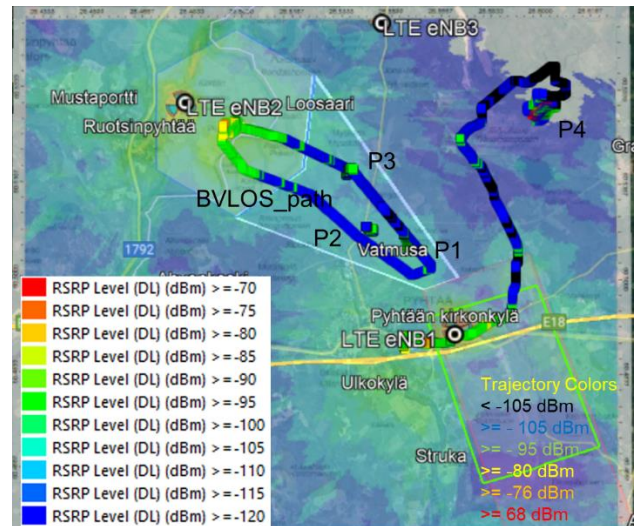 LTE eNB3
Mustaportti
LTE eNB2
Loosaari
Ruotsinpyhtää
P4
P3
BVLOS_path
P2
P1
1792
Vatmusa
RSRP Level (DL) (dBm) >=-70
RSRP Level (DL) (dBm) >=-75
RSRP Level (DL) (dBm) >=-80
RSRP Level (DL) (dBm) >=-85
RSRP Level (DL) (dBm) >=-90
RSRP Level (DL) (dBm) >=-95
RSRP Level (DL) (dBm) >=-100
RSRP Level (DL) (dBm) >=-105
RSRP Level (DL) (dBm) >=-110
RSRP Level (DL) (dBm) >=-115
RSRP Level (DL) (dBm) >=-120
Pyhtään kirkonkylä
E18
LTE eNB1
Ulkokylä
Struka
Trajectory Colors
< -105 dBm
>= - 105 dBm
>= - 95 dBm
>= -80 dBm
>= -76 dBm
>= 68 dBm